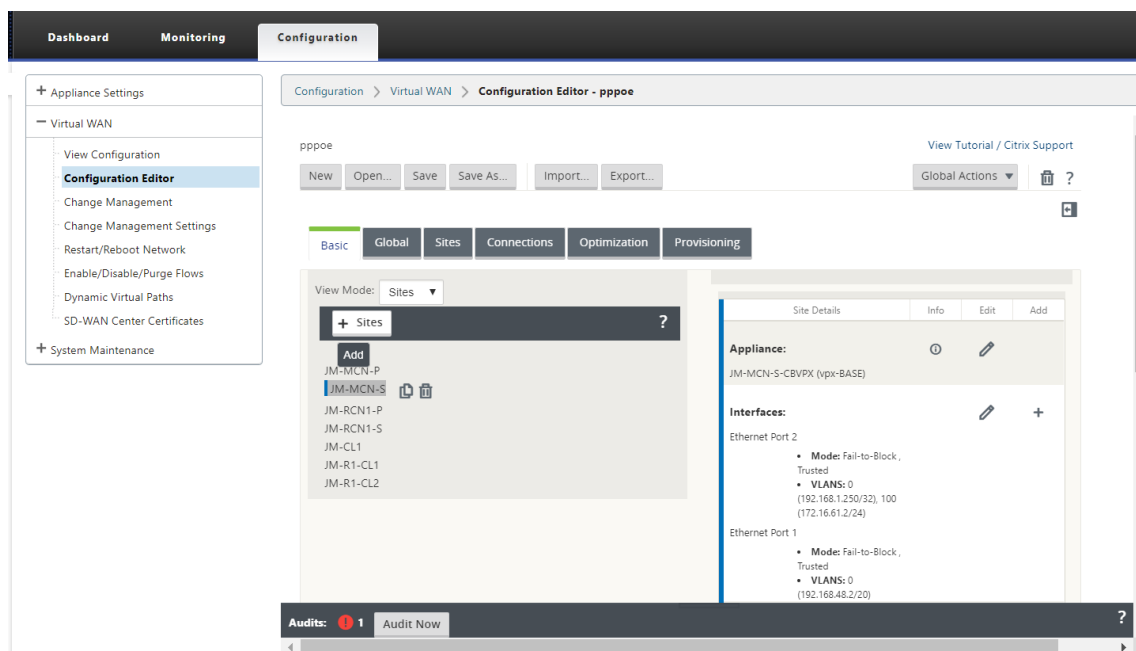 Dashboard Monitoring Configuration
+ Appliance Settings
− Virtual WAN
View Configuration
Configuration Editor
Change Management
Change Management Settings
Restart/Reboot Network
Enable/Disable/Purge Flows
Dynamic Virtual Paths
SD-WAN Center Certificates
+ System Maintenance
Configuration > Virtual WAN > Configuration Editor - pppoe
pppoe
View Tutorial / Citrix Support
New Open... Save Save As... Import... Export... Global Actions ▼ ?
Basic Global Sites Connections Optimization Provisioning
View Mode: Sites ▼
+ Sites ?
Add
JM-MCN-P
JM-MCN-S
JM-RCN1-P
JM-RCN1-S
JM-CL1
JM-R1-CL1
JM-R1-CL2
Site Details Info Edit Add
Appliance:
JM-MCN-S-CBVPX (vpx-BASE)
Interfaces: +
Ethernet Port 2
• Mode: Fail-to-Block ,
Trusted
• VLANS: 0
(192.168.1.250/32), 100
(172.16.61.2/24)
Ethernet Port 1
• Mode: Fail-to-Block ,
Trusted
• VLANS: 0
(192.168.48.2/20)
Audits: ! 1 Audit Now ?